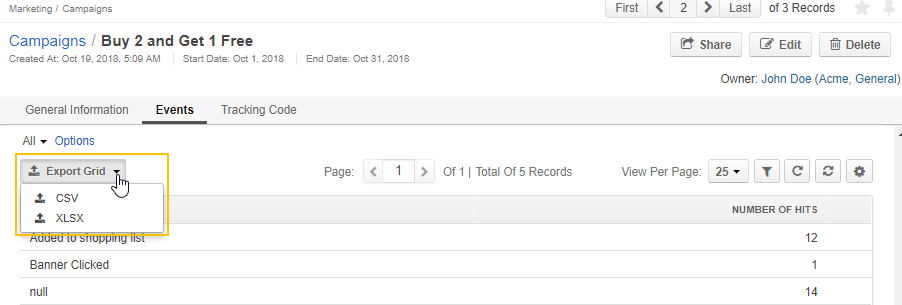 Marketing / Campaigns
First 2 Last of 3 Records
Campaigns / Buy 2 and Get 1 Free
Share Edit Delete
Created At: Oct 19, 2018, 5:09 AM Start Date: Oct 1, 2018 End Date: Oct 31, 2018
Owner: John Doe (Acme, General)
General Information Events Tracking Code
All Options
Export Grid Page: 1 Of 1 | Total Of 5 Records View Per Page: 25
CSV
XLSX
NUMBER OF HITS
Added to shopping list 12
Banner Clicked 1
null 14